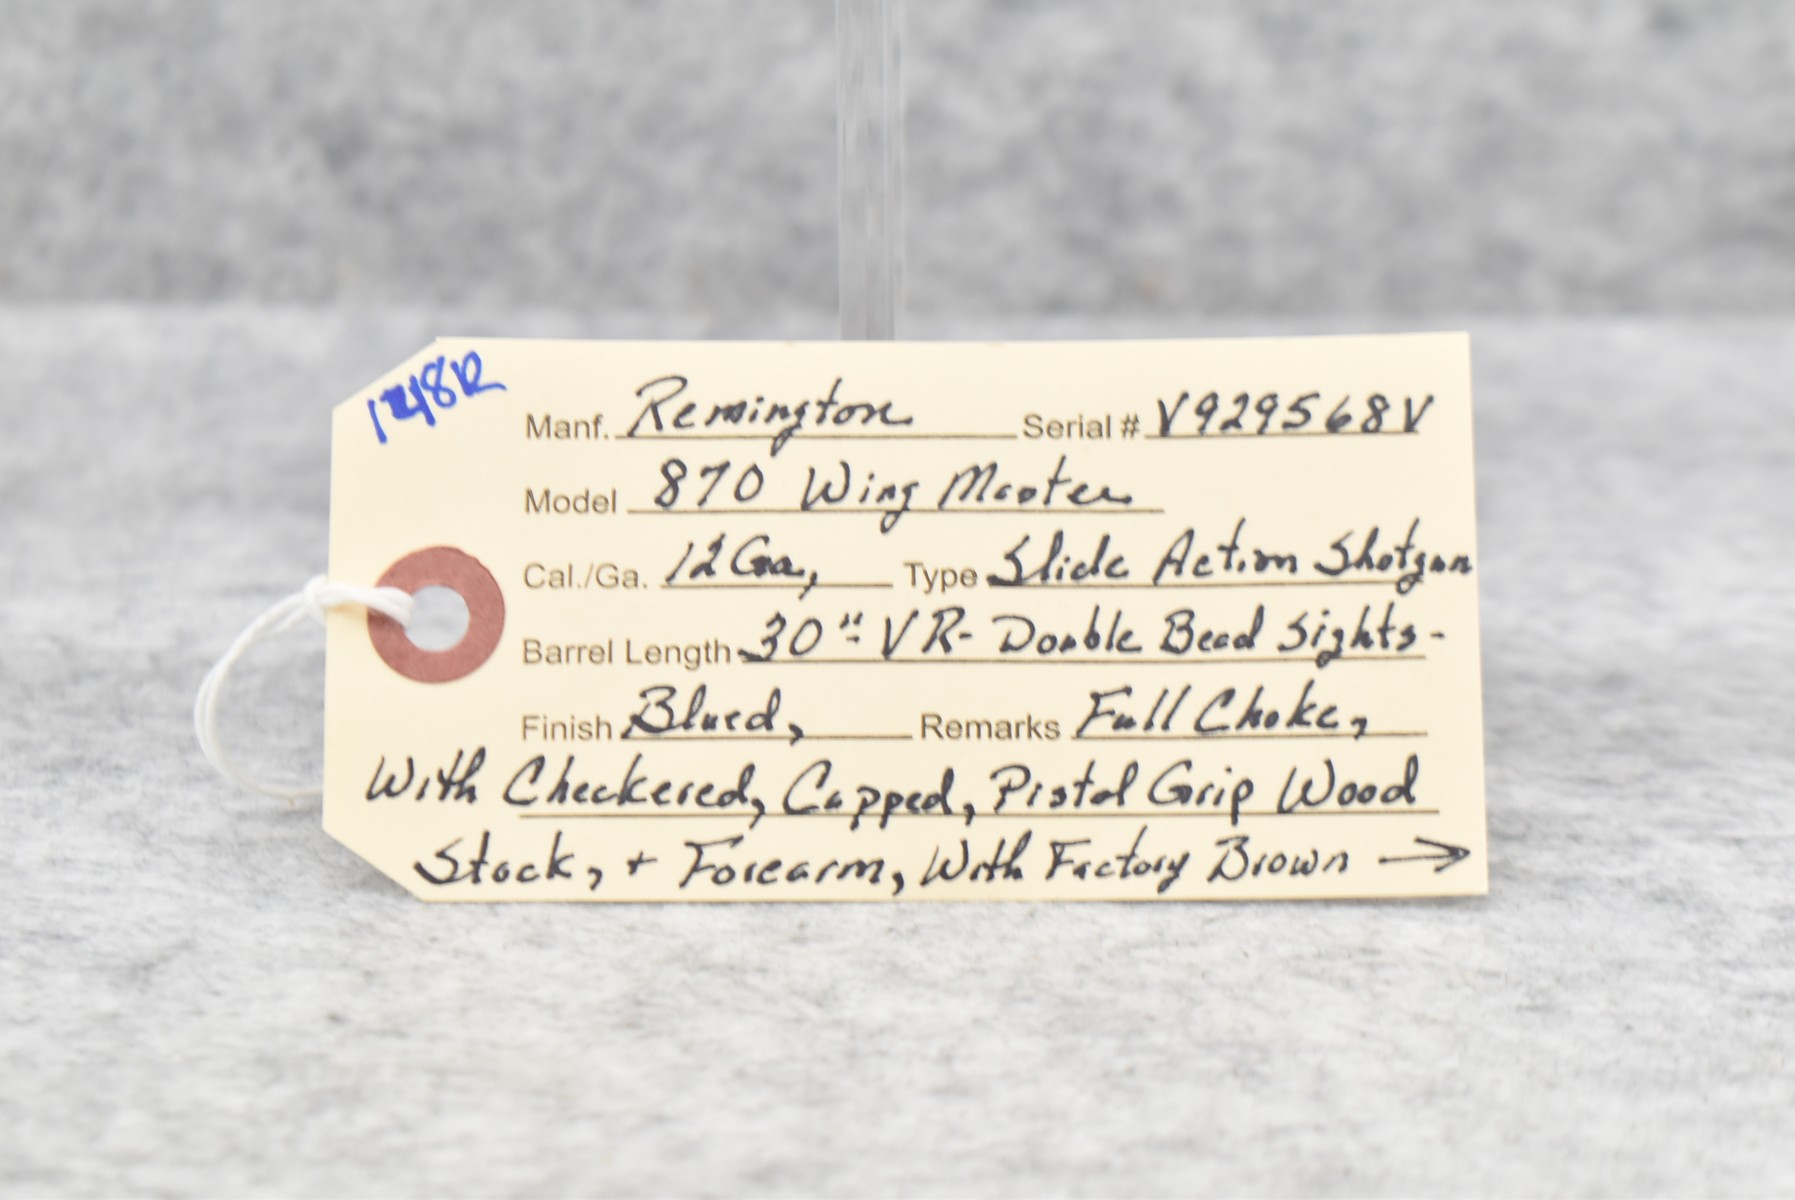 148R
Manf. Remington Serial # V929568V
Model 870 Wing Master
Cal./Ga. 12 Ga, Type Slide Action Shotgun
Barrel Length 30" - VR - Double Bead Sights -
Finish Blued, Remarks Full Choke,
With Checkered, Capped, Pistol Grip Wood
Stock, + Forearm, With Factory Brown →